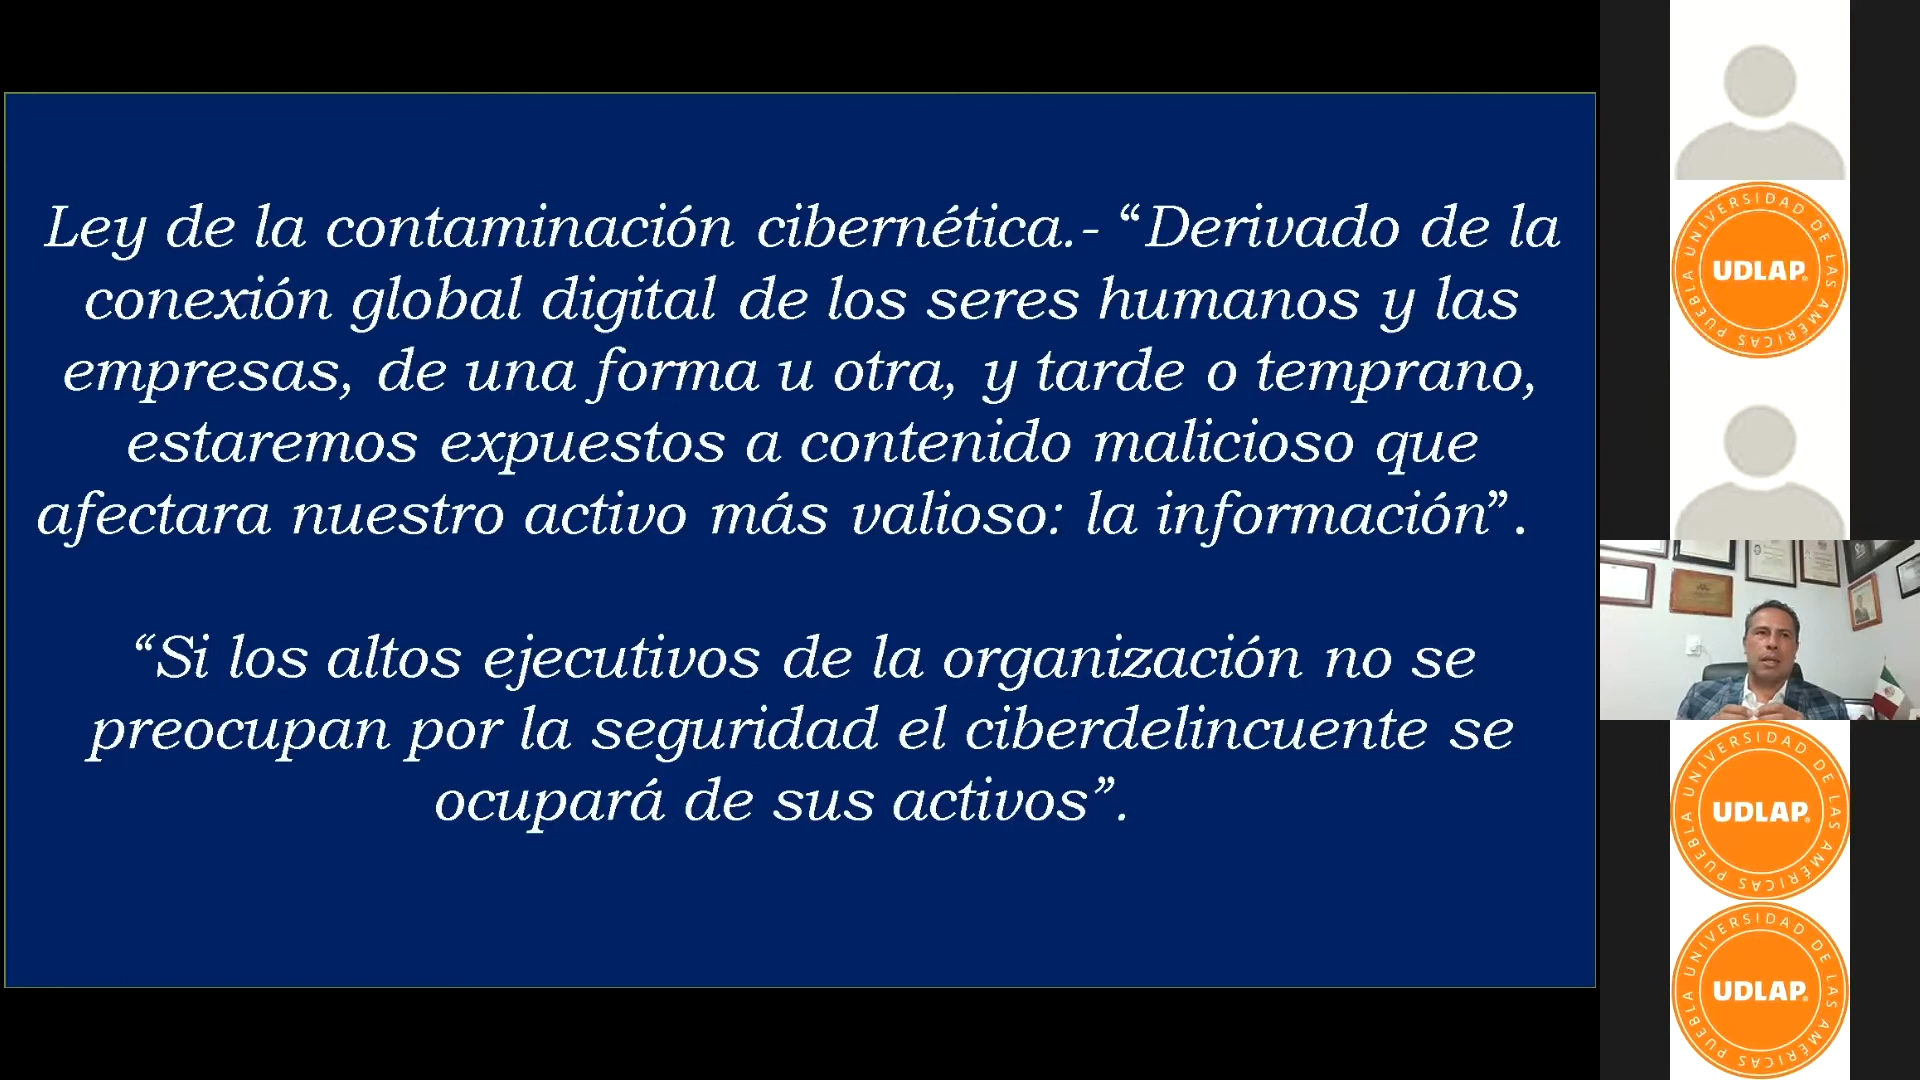 Ley de la contaminación cibernética.- “Derivado de la
conexión global digital de los seres humanos y las
empresas, de una forma u otra, y tarde o temprano,
estaremos expuestos a contenido malicioso que
afectara nuestro activo más valioso: la información”.
“Si los altos ejecutivos de la organización no se
preocupan por la seguridad el ciberdelincuente se
ocupará de sus activos”.
UNIVERSIDAD DE LAS AMÉRICAS PUEBLA
UDLAP®
UNIVERSIDAD DE LAS AMÉRICAS PUEBLA
UDLAP®
UNIVERSIDAD DE LAS AMÉRICAS PUEBLA
UDLAP®